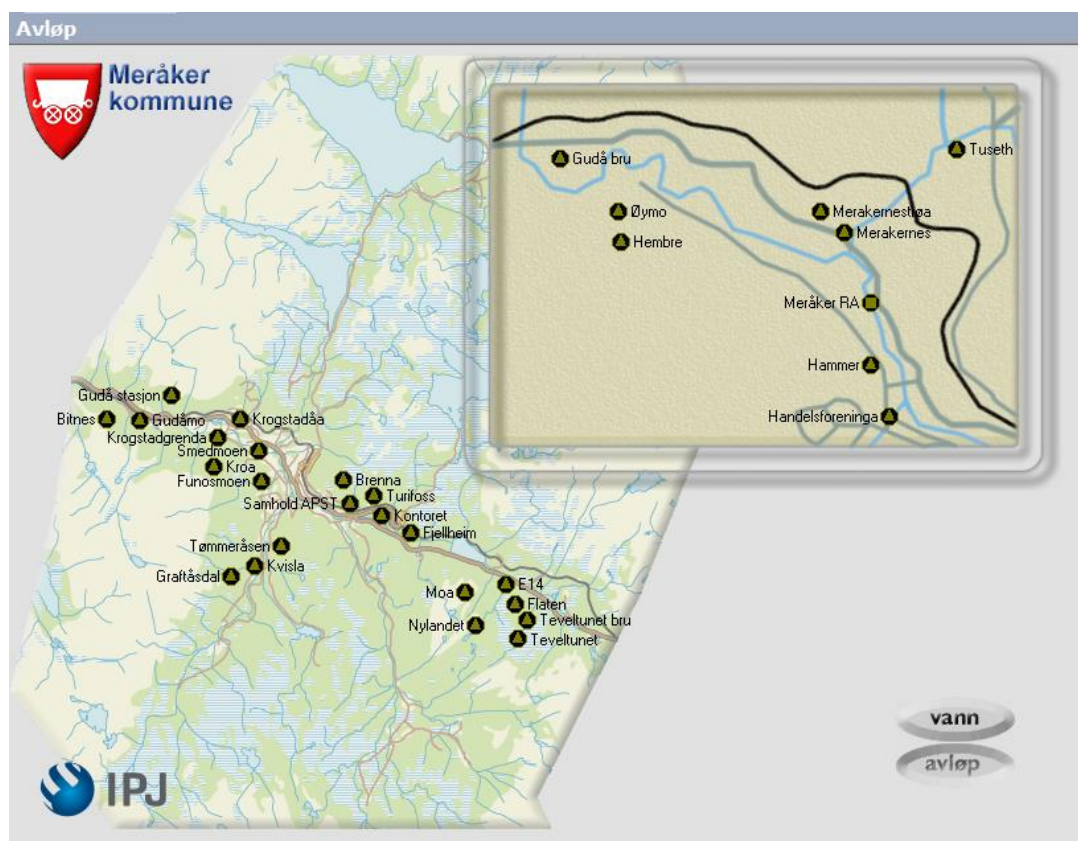 Avløp
Meråker
kommune
Gudå bru
Tuseth
Øymo
Merakernestrøa
Hembre
Merakernes
Meråker RA
Hammer
Handelsforeninga
Gudå stasjon
Bitnes
Gudåmo
Krogstadåa
Krogstadgrenda
Smedmoen
Kroa
Funosmoen
Brenna
Turifoss
Samhold APST
Kontoret
Fjellheim
Tømmeråsen
Kvisla
Graftåsdal
E14
Moa
Flaten
Teveltunet bru
Nylandet
Teveltunet
vann
avløp
IPJ